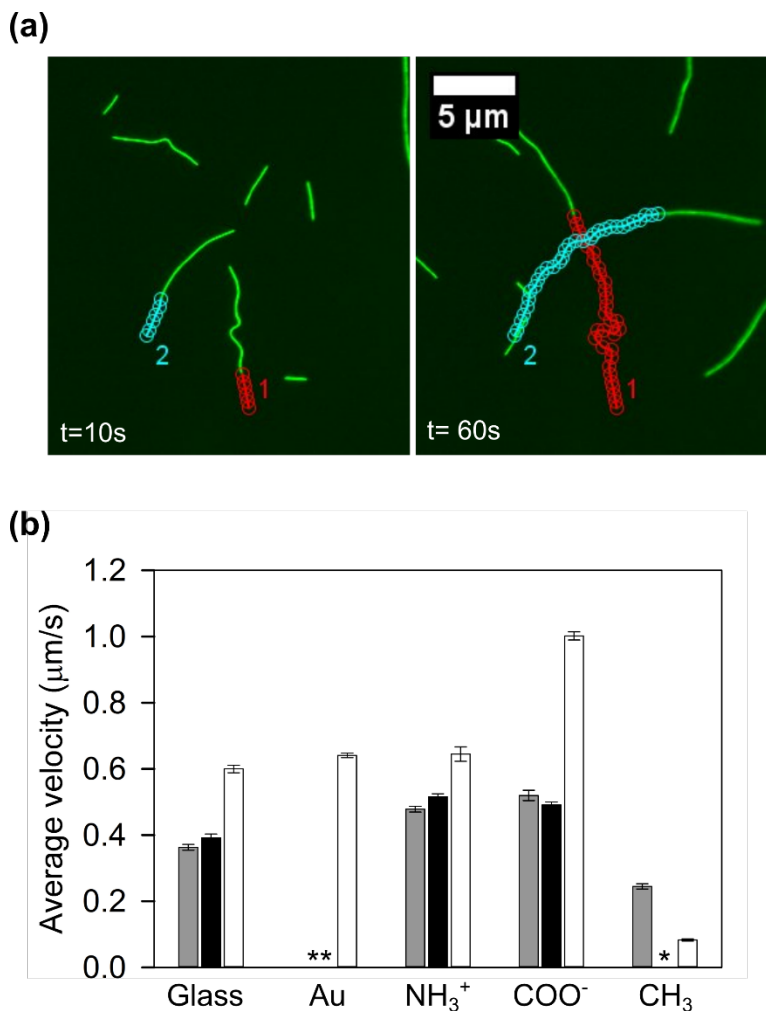 (a)
5 µm
2
1
t=10s
2
1
t= 60s
(b)
Average velocity (µm/s)
1.2
1.0
0.8
0.6
0.4
0.2
0.0
**
*
Glass
Au
NH₃⁺
COO⁻
CH₃